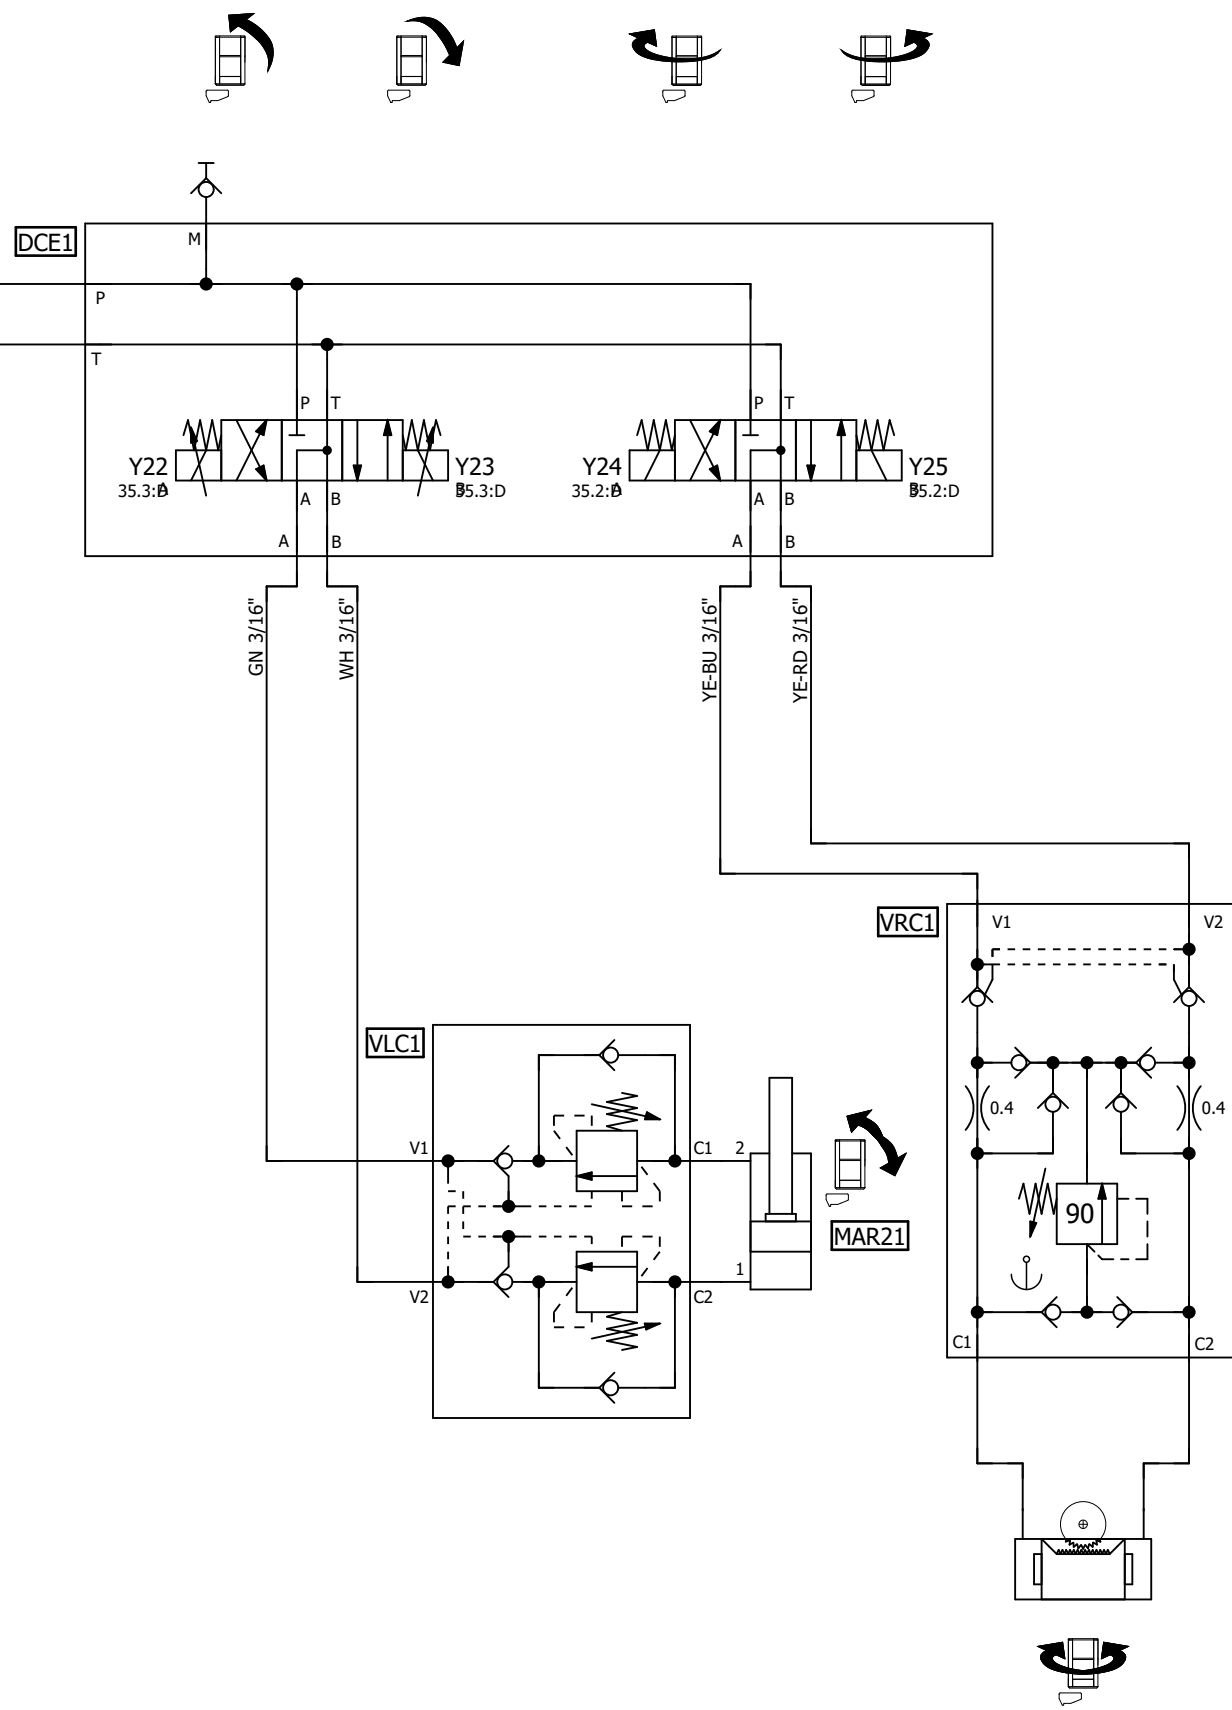 DCE1
M
P
T
P T
P T
Y22
35.3:D
A
Y23
35.3:D
B
Y24
35.2:D
A
Y25
35.2:D
B
A B
A B
A B
A B
GN 3/16"
WH 3/16"
YE-BU 3/16"
YE-RD 3/16"
VRC1
V1
V2
VLC1
0.4
0.4
V1
C1
2
90
MAR21
1
V2
C2
C1
C2